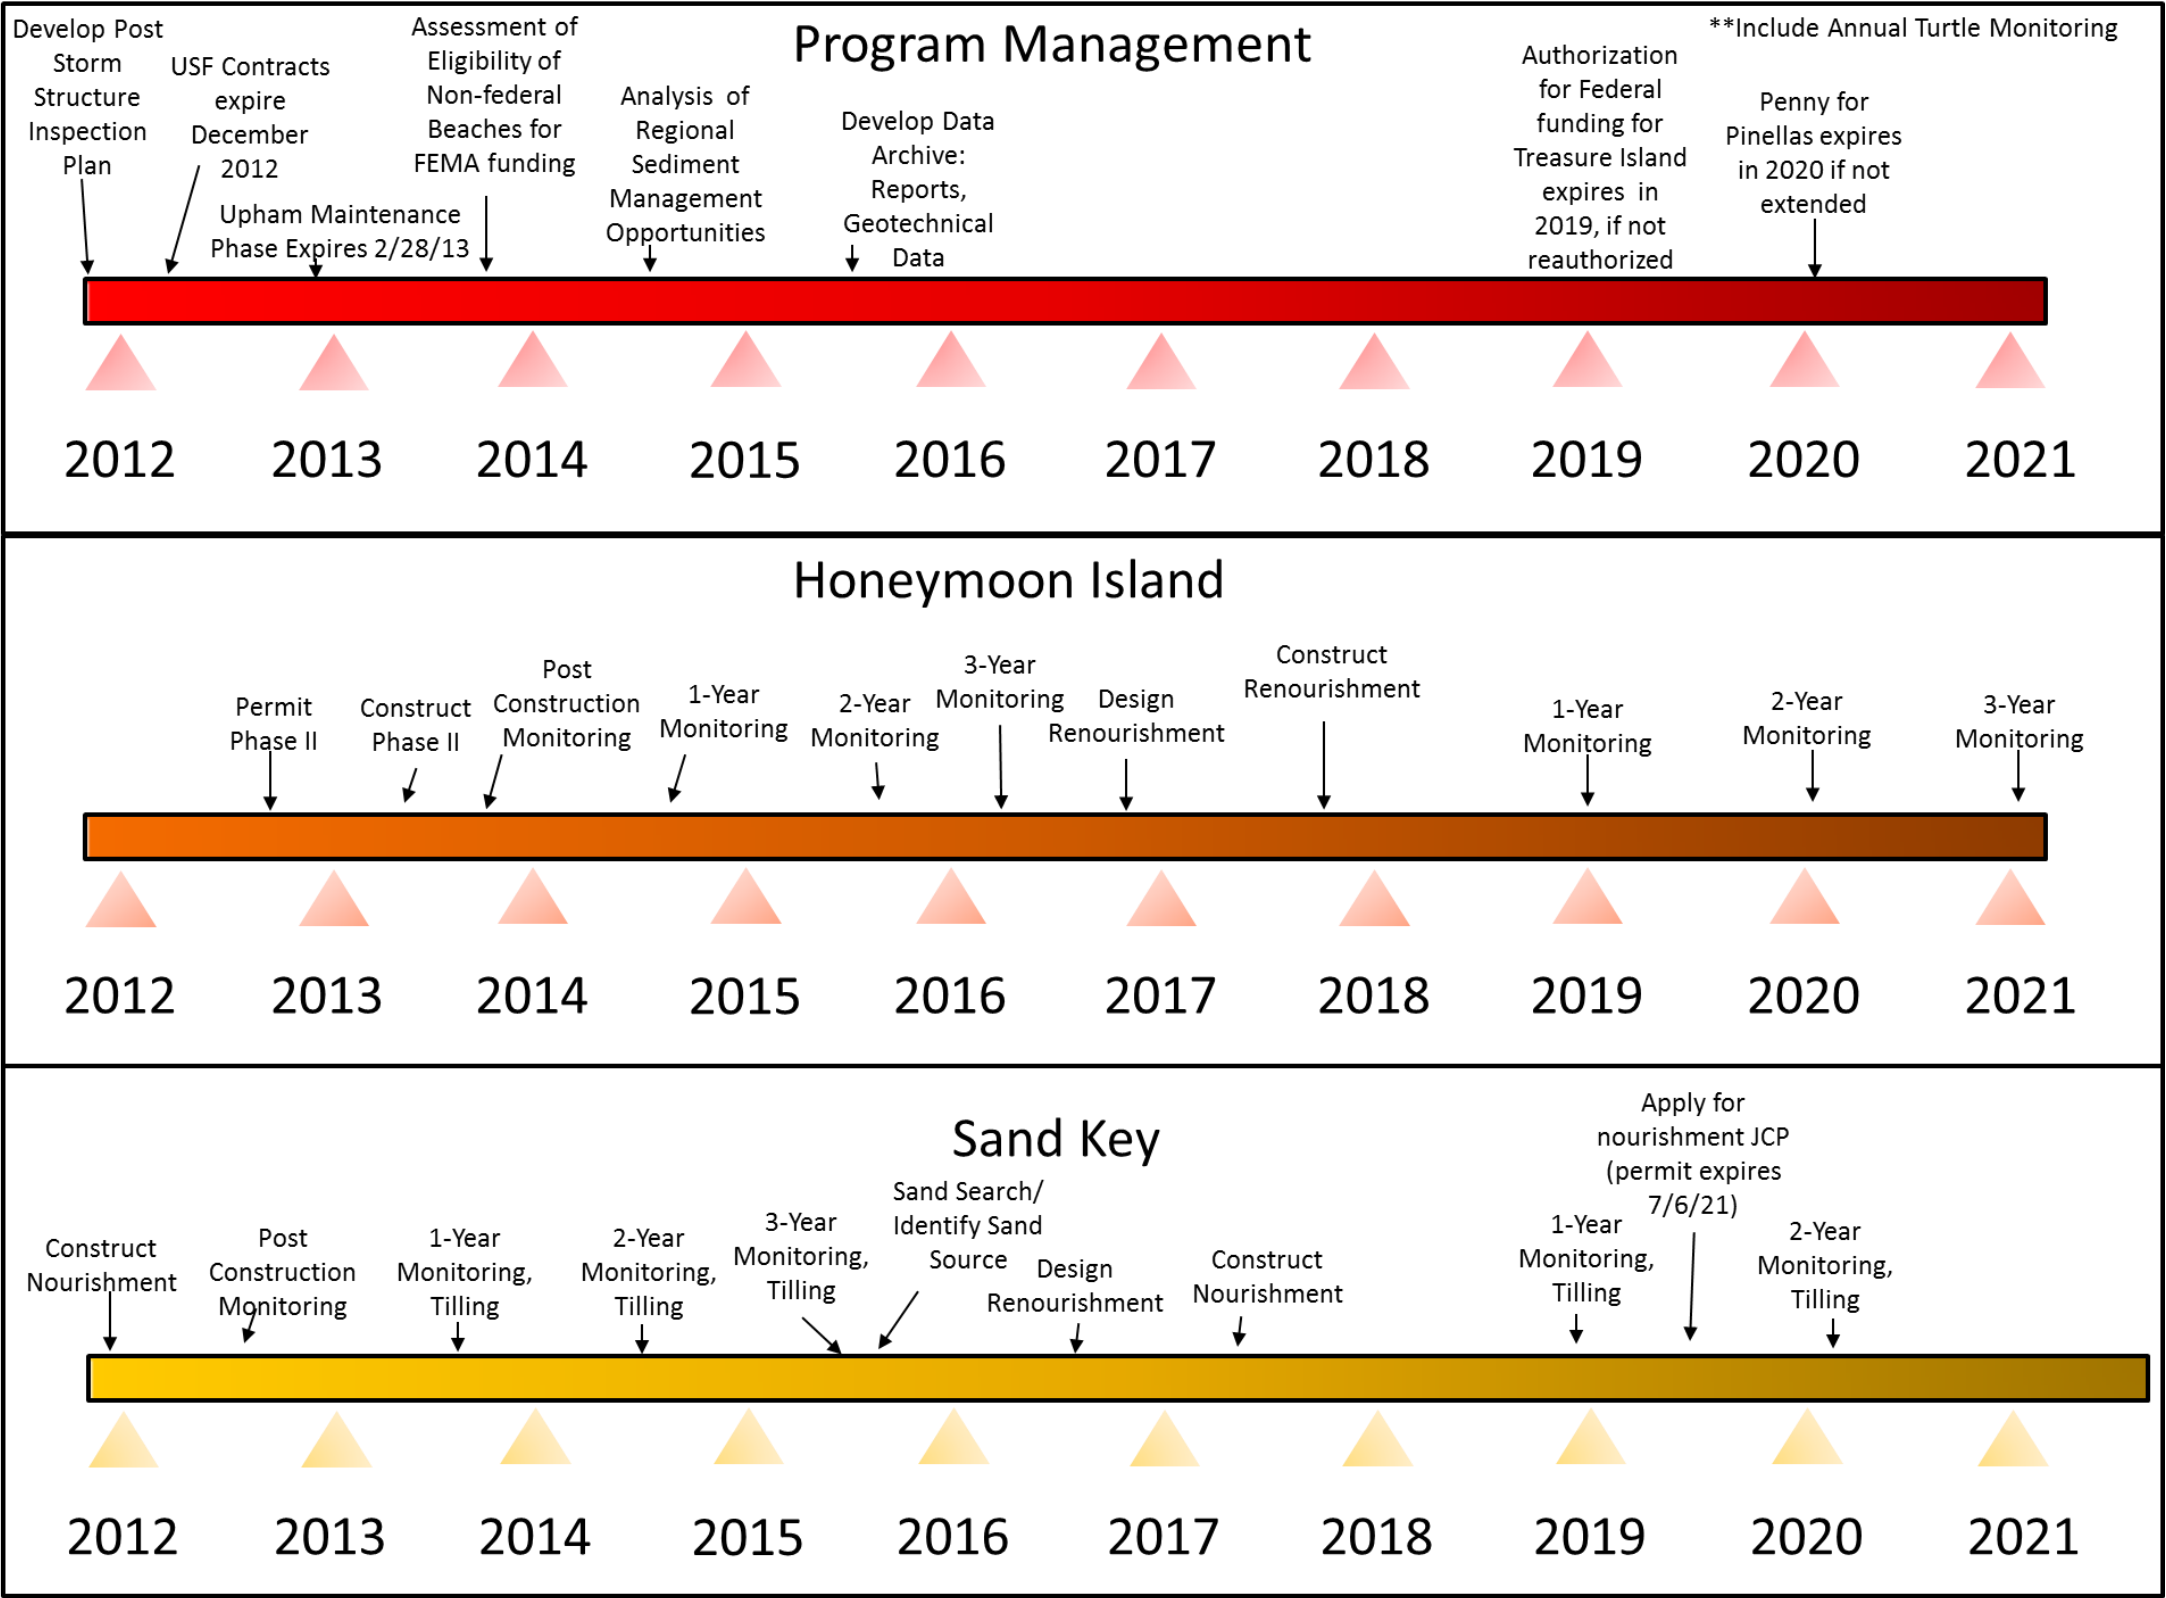 Program Management
**Include Annual Turtle Monitoring
Develop Post
Storm
Structure
Inspection
Plan
USF Contracts
expire
December
2012
Upham Maintenance
Phase Expires 2/28/13
Assessment of
Eligibility of
Non-federal
Beaches for
FEMA funding
Analysis of
Regional
Sediment
Management
Opportunities
Develop Data
Archive:
Reports,
Geotechnical
Data
Authorization
for Federal
funding for
Treasure Island
expires in
2019, if not
reauthorized
Penny for
Pinellas expires
in 2020 if not
extended
2012 2013 2014 2015 2016 2017 2018 2019 2020 2021
Honeymoon Island
Permit
Phase II
Construct
Phase II
Post
Construction
Monitoring
1-Year
Monitoring
2-Year
Monitoring
3-Year
Monitoring
Design
Renourishment
Construct
Renourishment
1-Year
Monitoring
2-Year
Monitoring
3-Year
Monitoring
2012 2013 2014 2015 2016 2017 2018 2019 2020 2021
Sand Key
Construct
Nourishment
Post
Construction
Monitoring
1-Year
Monitoring,
Tilling
2-Year
Monitoring,
Tilling
3-Year
Monitoring,
Tilling
Sand Search/
Identify Sand
Source
Design
Renourishment
Construct
Nourishment
1-Year
Monitoring,
Tilling
Apply for
nourishment JCP
(permit expires
7/6/21)
2-Year
Monitoring,
Tilling
2012 2013 2014 2015 2016 2017 2018 2019 2020 2021